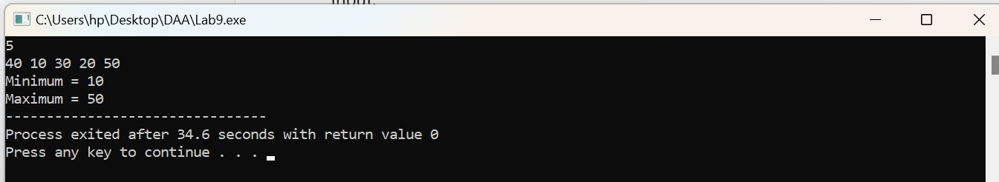 Input:
C:\Users\hp\Desktop\DAA\Lab9.exe
5
40 10 30 20 50
Minimum = 10
Maximum = 50
--------------------------------
Process exited after 34.6 seconds with return value 0
Press any key to continue . . .